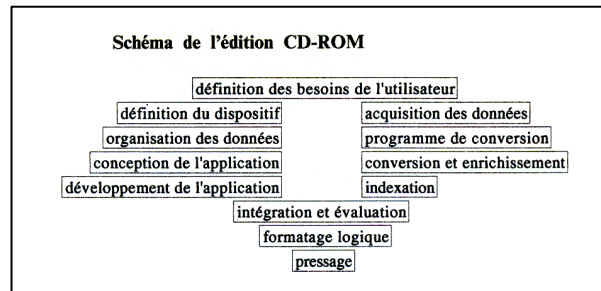 Schéma de l'édition CD-ROM
définition des besoins de l'utilisateur
définition du dispositif
acquisition des données
organisation des données
programme de conversion
conception de l'application
conversion et enrichissement
développement de l'application
indexation
intégration et évaluation
formatage logique
pressage